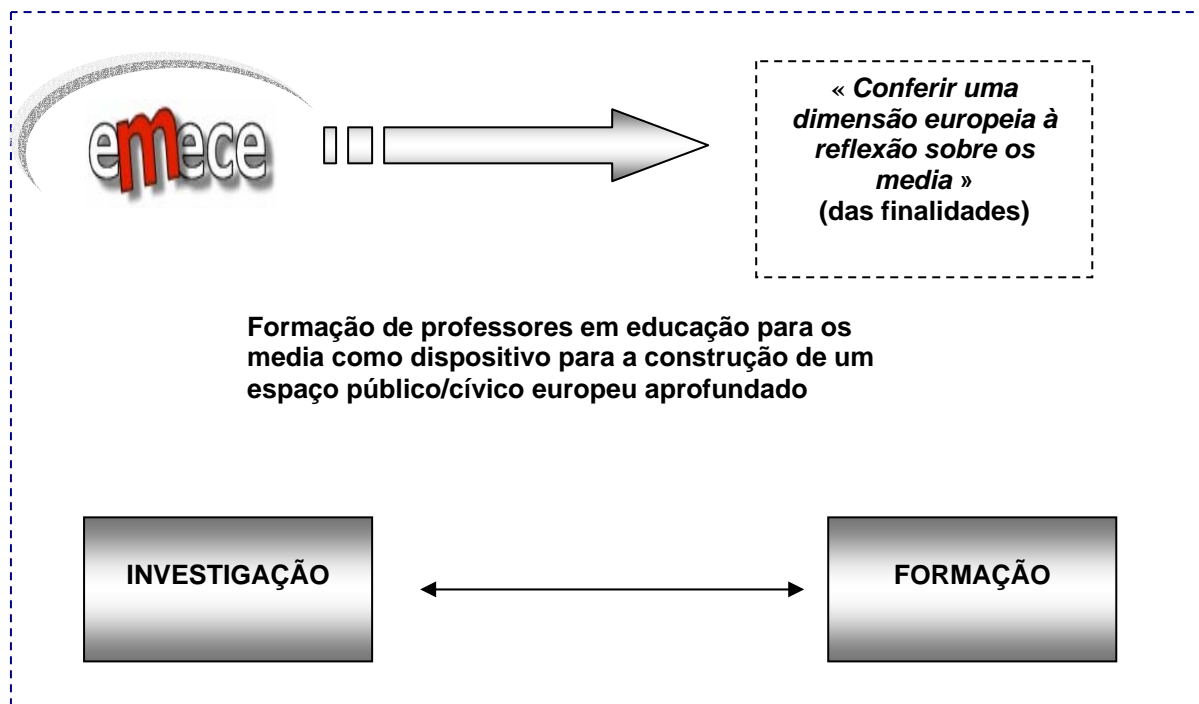 emece
« Conferir uma
dimensão europeia à
reflexão sobre os
media »
(das finalidades)
Formação de professores em educação para os
media como dispositivo para a construção de um
espaço público/cívico europeu aprofundado
INVESTIGAÇÃO
FORMAÇÃO